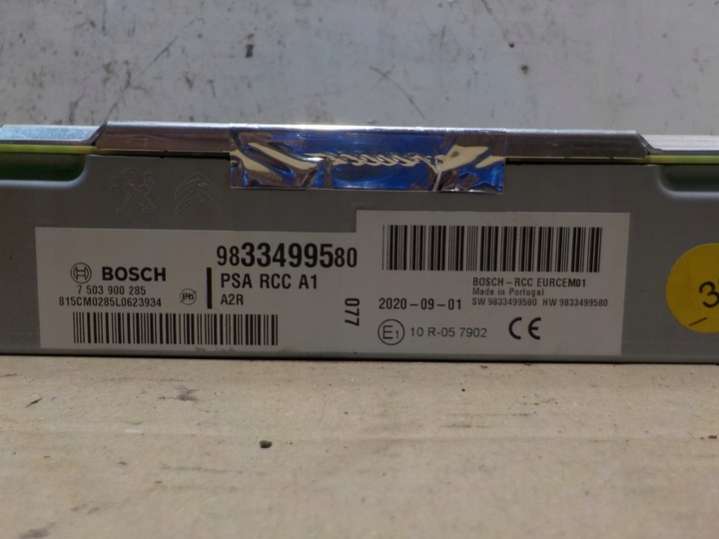 BOSCH
7 503 900 285
815CM0285L0623934
9833499580
PSA RCC A1
A2R
077
BOSCH-RCC EURCEM01
Made in Portugal
SW 9833499580 HW 9833499580
2020-09-01
E1 10 R-05 7902 CE
3